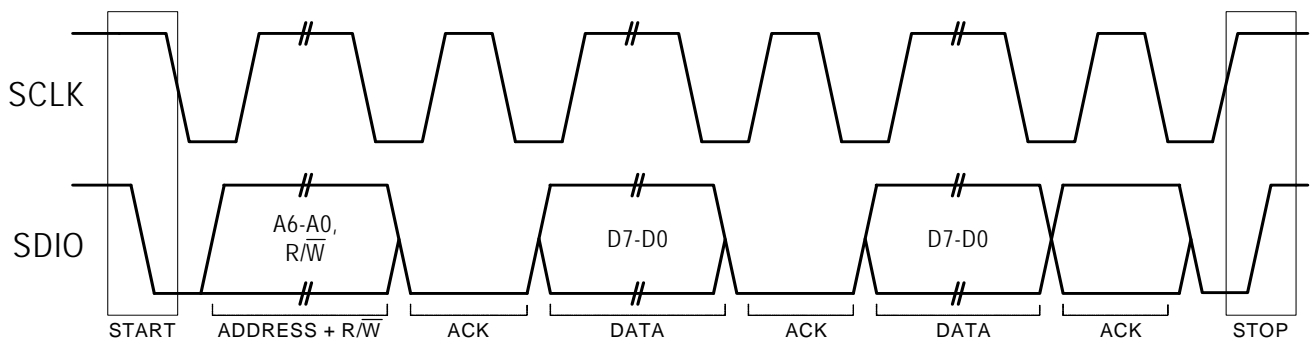 SCLK
SDIO
A6-A0,
R/W̅
D7-D0
D7-D0
START
ADDRESS + R/W̅
ACK
DATA
ACK
DATA
ACK
STOP